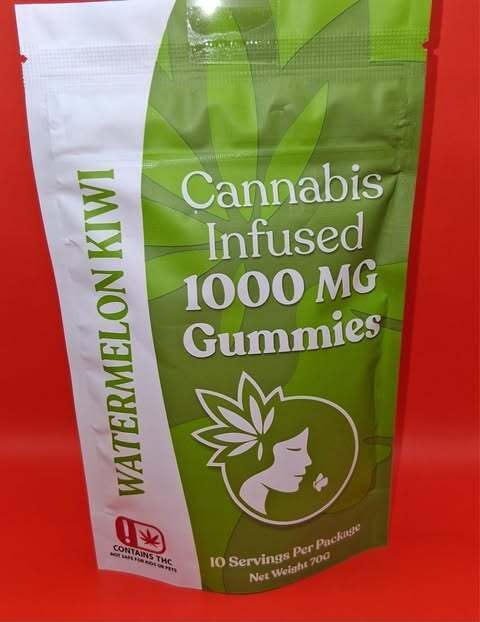 WATERMELON KIWI
Cannabis
Infused
1000 MG
Gummies
CONTAINS THC
NOT SAFE FOR KIDS OR PETS
10 Servings Per Package
Net Weight 70G